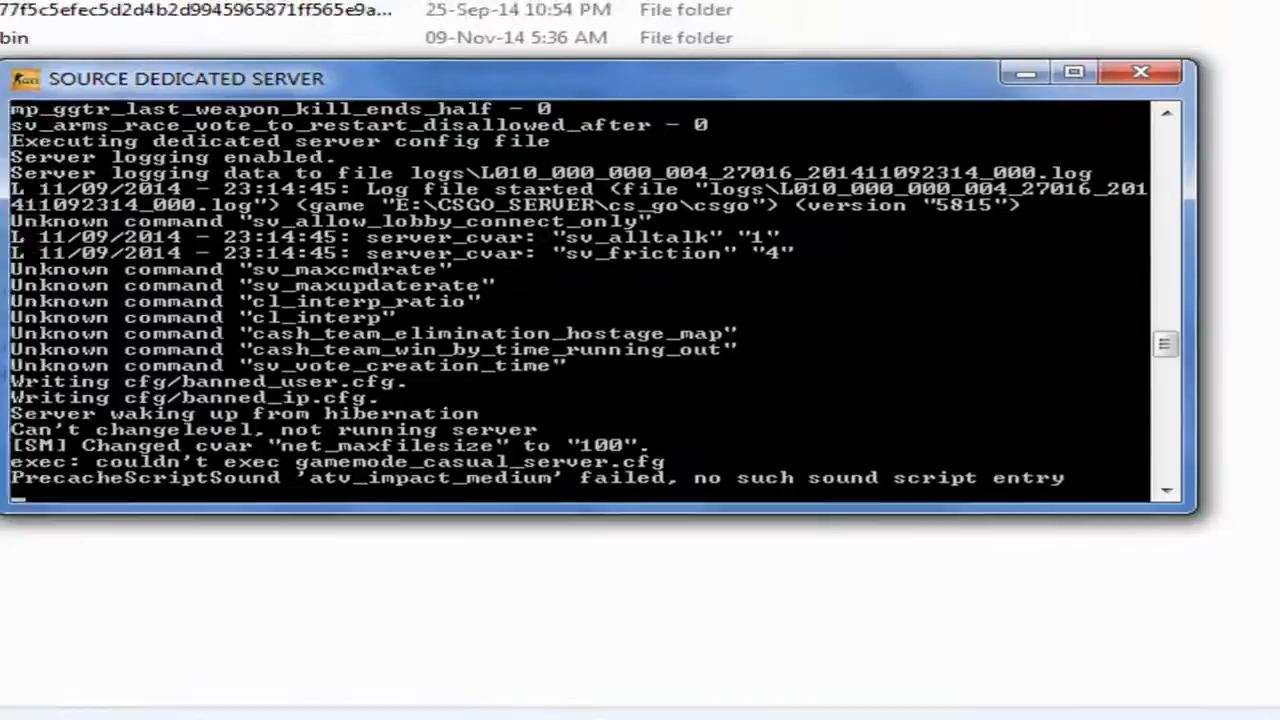 77f5c5efec5d2d4b2d9945965871ff565e9a... 25-Sep-14 10:54 PM File folder
bin 09-Nov-14 5:36 AM File folder
SOURCE DEDICATED SERVER
mp_ggtr_last_weapon_kill_ends_half - 0
sv_arms_race_vote_to_restart_disallowed_after - 0
Executing dedicated server config file
Server logging enabled.
Server logging data to file logs\L010_000_000_004_27016_201411092314_000.log
L 11/09/2014 - 23:14:45: Log file started (file "logs\L010_000_000_004_27016_201
411092314_000.log") (game "E:\CSGO_SERVER\cs_go\csgo") (version "5815")
Unknown command "sv_allow_lobby_connect_only"
L 11/09/2014 - 23:14:45: server_cvar: "sv_alltalk" "1"
L 11/09/2014 - 23:14:45: server_cvar: "sv_friction" "4"
Unknown command "sv_maxcmdrate"
Unknown command "sv_maxupdaterate"
Unknown command "cl_interp_ratio"
Unknown command "cl_interp"
Unknown command "cash_team_elimination_hostage_map"
Unknown command "cash_team_win_by_time_running_out"
Unknown command "sv_vote_creation_time"
Writing cfg/banned_user.cfg.
Writing cfg/banned_ip.cfg.
Server waking up from hibernation
Can't changelevel, not running server
[SM] Changed cvar "net_maxfilesize" to "100".
exec: couldn't exec gamemode_casual_server.cfg
PrecacheScriptSound 'atv_impact_medium' failed, no such sound script entry